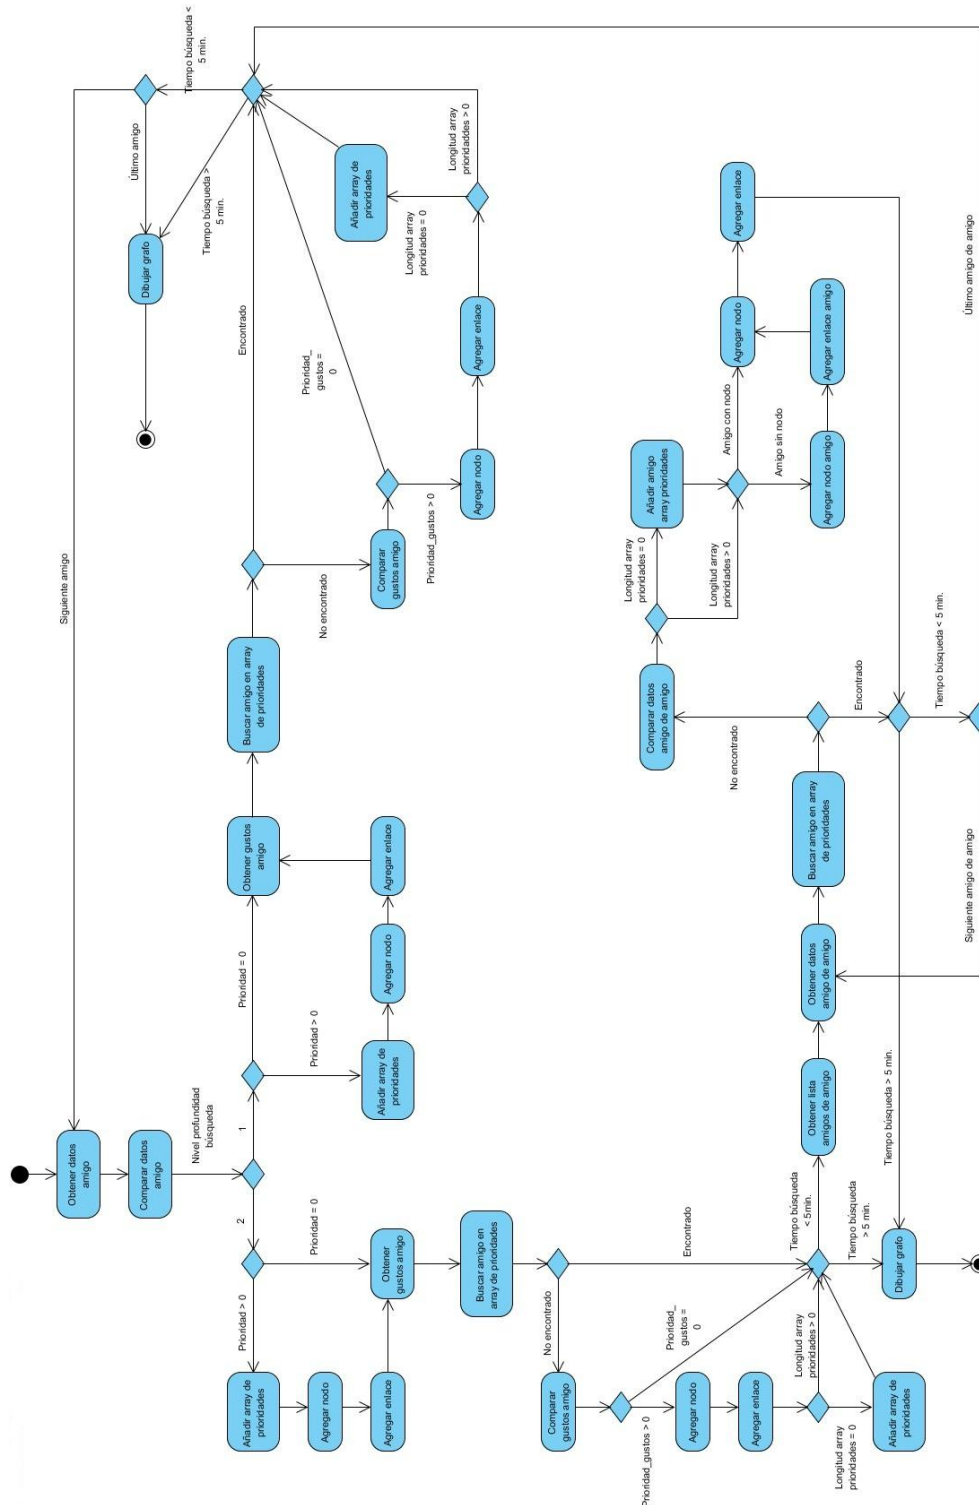 Obtener datos
amigo
Siguiente amigo
Comparar datos
amigo
Nivel profundidad
búsqueda
Último amigo
Tiempo búsqueda <
5 min.
Dibujar grafo
Tiempo búsqueda >
5 min.
2
1
Prioridad > 0
Prioridad = 0
Prioridad = 0
Prioridad > 0
Añadir array de
prioridades
Agregar nodo
Agregar enlace
Obtener
gustos amigo
Buscar amigo en
array de prioridades
Añadir array de
prioridades
Agregar nodo
Agregar enlace
Obtener gustos
amigo
Buscar amigo en array
de prioridades
Encontrado
No encontrado
Comparar
gustos amigo
Prioridad_
gustos =
0
Prioridad_gustos > 0
Agregar nodo
Agregar enlace
Longitud array
prioridades = 0
Longitud array
prioridaddes > 0
Añadir array de
prioridades
No encontrado
Encontrado
Comparar
gustos amigo
Prioridad_
gustos =
0
Prioridad_gustos > 0
Agregar nodo
Agregar enlace
Longitud array
prioridades > 0
Longitud array
prioridades = 0
Añadir array de
prioridades
Tiempo búsqueda
< 5min.
Tiempo búsqueda
> 5 min.
Dibujar grafo
Obtener lista
amigos de amigo
Obtener datos
amigo de amigo
Buscar amigo en array
de prioridades
No encontrado
Encontrado
Comparar datos
amigo de amigo
Longitud array
prioridades = 0
Longitud array
prioridades > 0
Añadir amigo
array prioridades
Amigo con nodo
Amigo sin nodo
Agregar nodo amigo
Agregar enlace amigo
Agregar nodo
Agregar enlace
Tiempo búsqueda > 5 min.
Tiempo búsqueda < 5 min.
Siguiente amigo de amigo
Último amigo de amigo